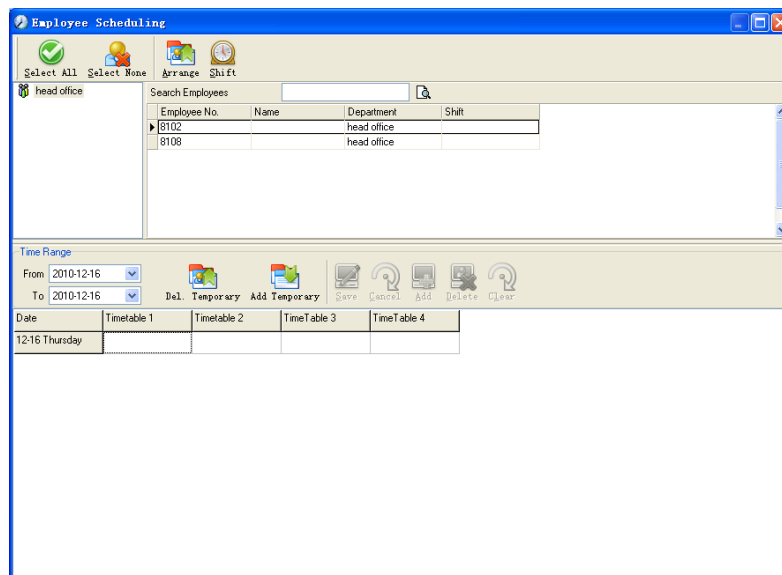 Employee Scheduling
Select All Select None Arrange Shift
head office
Search Employees
Employee No. Name Department Shift
8102 head office
8108 head office
Time Range
From 2010-12-16
To 2010-12-16
Del. Temporary Add Temporary Save Cancel Add Delete Clear
Date Timetable 1 Timetable 2 TimeTable 3 TimeTable 4
12-16 Thursday